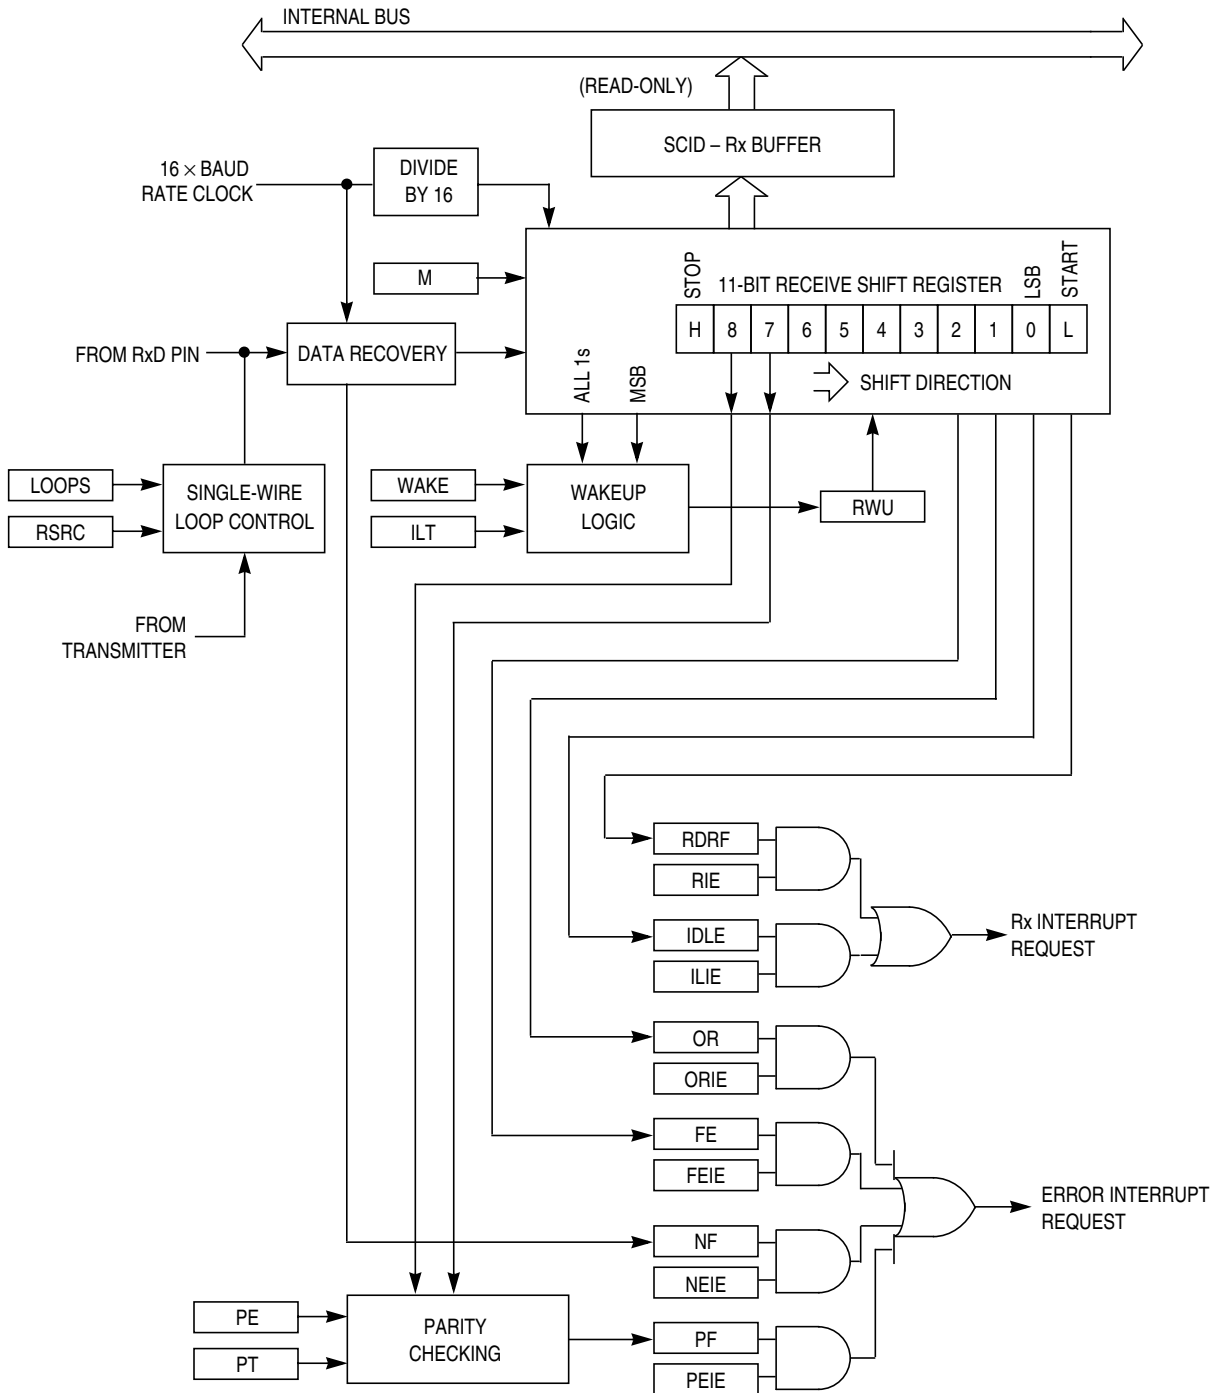 INTERNAL BUS
(READ-ONLY)
SCID – Rx BUFFER
16 × BAUD
RATE CLOCK
DIVIDE
BY 16
M
STOP
11-BIT RECEIVE SHIFT REGISTER
LSB
START
H 8 7 6 5 4 3 2 1 0 L
FROM RxD PIN
DATA RECOVERY
ALL 1s
MSB
SHIFT DIRECTION
LOOPS
RSRC
SINGLE-WIRE
LOOP CONTROL
WAKE
ILT
WAKEUP
LOGIC
RWU
FROM
TRANSMITTER
RDRF
RIE
IDLE
ILIE
Rx INTERRUPT
REQUEST
OR
ORIE
FE
FEIE
ERROR INTERRUPT
REQUEST
NF
NEIE
PE
PT
PARITY
CHECKING
PF
PEIE